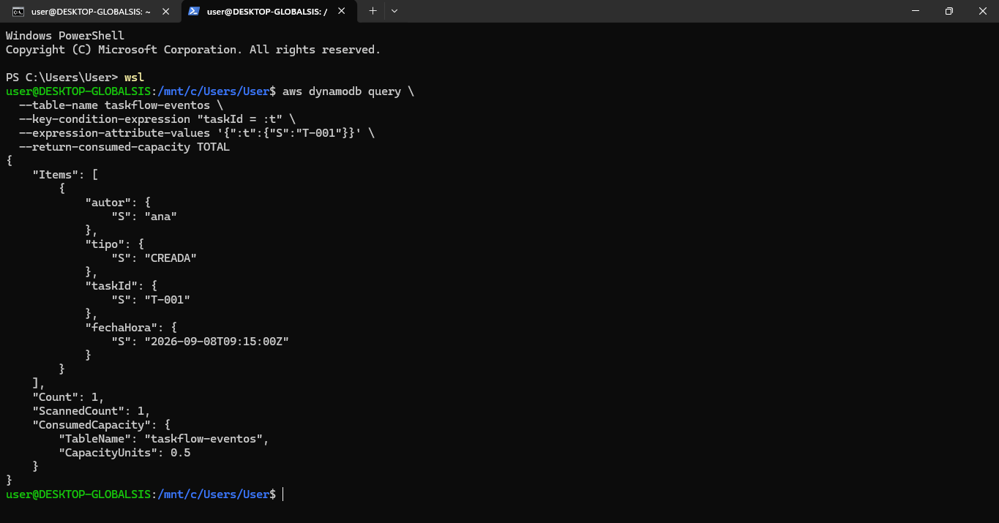 user@DESKTOP-GLOBALSIS: ~
user@DESKTOP-GLOBALSIS: /
Windows PowerShell
Copyright (C) Microsoft Corporation. All rights reserved.
PS C:\Users\User> wsl
user@DESKTOP-GLOBALSIS:/mnt/c/Users/User$ aws dynamodb query \
  --table-name taskflow-eventos \
  --key-condition-expression "taskId = :t" \
  --expression-attribute-values '{":t":{"S":"T-001"}}' \
  --return-consumed-capacity TOTAL
{
    "Items": [
        {
            "autor": {
                "S": "ana"
            },
            "tipo": {
                "S": "CREADA"
            },
            "taskId": {
                "S": "T-001"
            },
            "fechaHora": {
                "S": "2026-09-08T09:15:00Z"
            }
        }
    ],
    "Count": 1,
    "ScannedCount": 1,
    "ConsumedCapacity": {
        "TableName": "taskflow-eventos",
        "CapacityUnits": 0.5
    }
}
user@DESKTOP-GLOBALSIS:/mnt/c/Users/User$